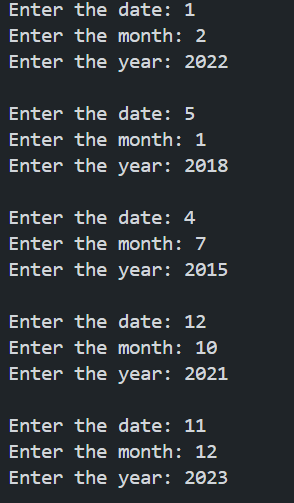 Enter the date: 1
Enter the month: 2
Enter the year: 2022
Enter the date: 5
Enter the month: 1
Enter the year: 2018
Enter the date: 4
Enter the month: 7
Enter the year: 2015
Enter the date: 12
Enter the month: 10
Enter the year: 2021
Enter the date: 11
Enter the month: 12
Enter the year: 2023